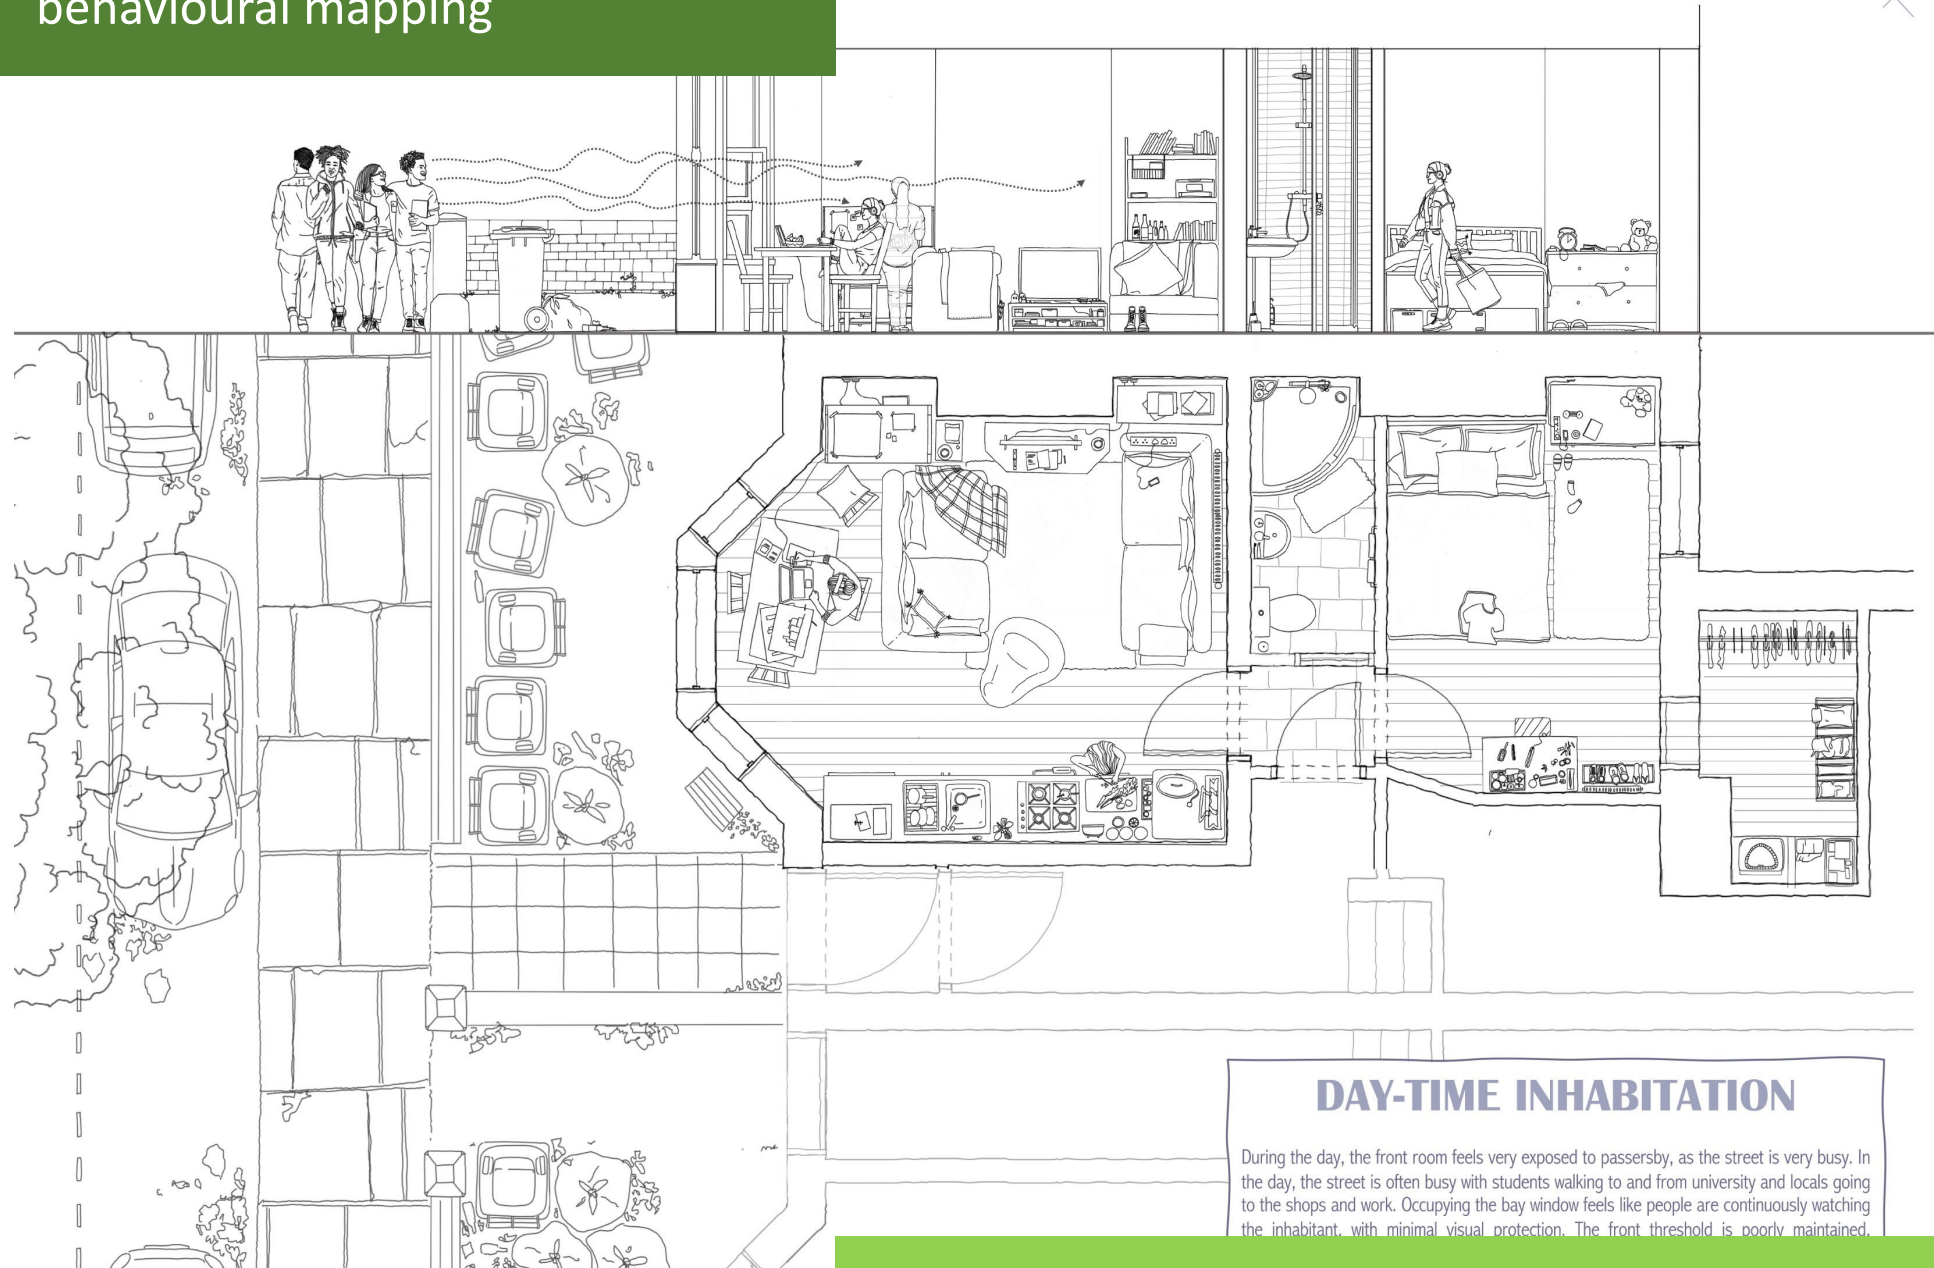 behavioural mapping
DAY-TIME INHABITATION
During the day, the front room feels very exposed to passersby, as the street is very busy. In
the day, the street is often busy with students walking to and from university and locals going
to the shops and work. Occupying the bay window feels like people are continuously watching
the inhabitant, with minimal visual protection. The front threshold is poorly maintained,